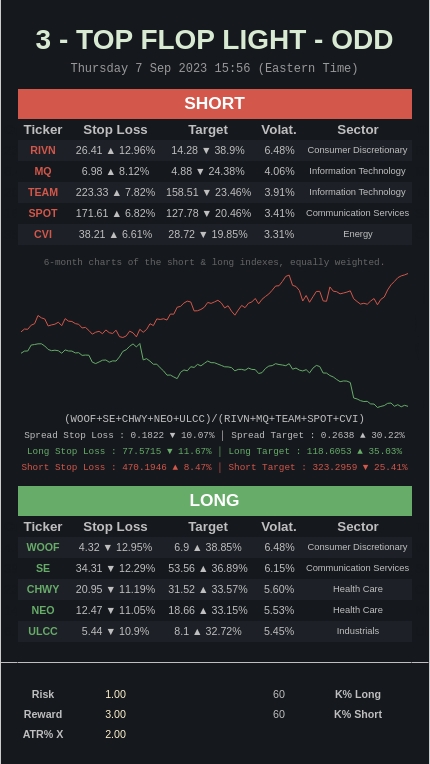 3 - TOP FLOP LIGHT - ODD
Thursday 7 Sep 2023 15:56 (Eastern Time)
SHORT
Ticker Stop Loss Target Volat. Sector
RIVN 26.41 ▲ 12.96% 14.28 ▼ 38.9% 6.48% Consumer Discretionary
MQ 6.98 ▲ 8.12% 4.88 ▼ 24.38% 4.06% Information Technology
TEAM 223.33 ▲ 7.82% 158.51 ▼ 23.46% 3.91% Information Technology
SPOT 171.61 ▲ 6.82% 127.78 ▼ 20.46% 3.41% Communication Services
CVI 38.21 ▲ 6.61% 28.72 ▼ 19.85% 3.31% Energy
6-month charts of the short & long indexes, equally weighted.
(WOOF+SE+CHWY+NEO+ULCC)/(RIVN+MQ+TEAM+SPOT+CVI)
Spread Stop Loss : 0.1822 ▼ 10.07% | Spread Target : 0.2638 ▲ 30.22%
Long Stop Loss : 77.5715 ▼ 11.67% | Long Target : 118.6053 ▲ 35.03%
Short Stop Loss : 470.1946 ▲ 8.47% | Short Target : 323.2959 ▼ 25.41%
LONG
Ticker Stop Loss Target Volat. Sector
WOOF 4.32 ▼ 12.95% 6.9 ▲ 38.85% 6.48% Consumer Discretionary
SE 34.31 ▼ 12.29% 53.56 ▲ 36.89% 6.15% Communication Services
CHWY 20.95 ▼ 11.19% 31.52 ▲ 33.57% 5.60% Health Care
NEO 12.47 ▼ 11.05% 18.66 ▲ 33.15% 5.53% Health Care
ULCC 5.44 ▼ 10.9% 8.1 ▲ 32.72% 5.45% Industrials
Risk 1.00 60 K% Long
Reward 3.00 60 K% Short
ATR% X 2.00